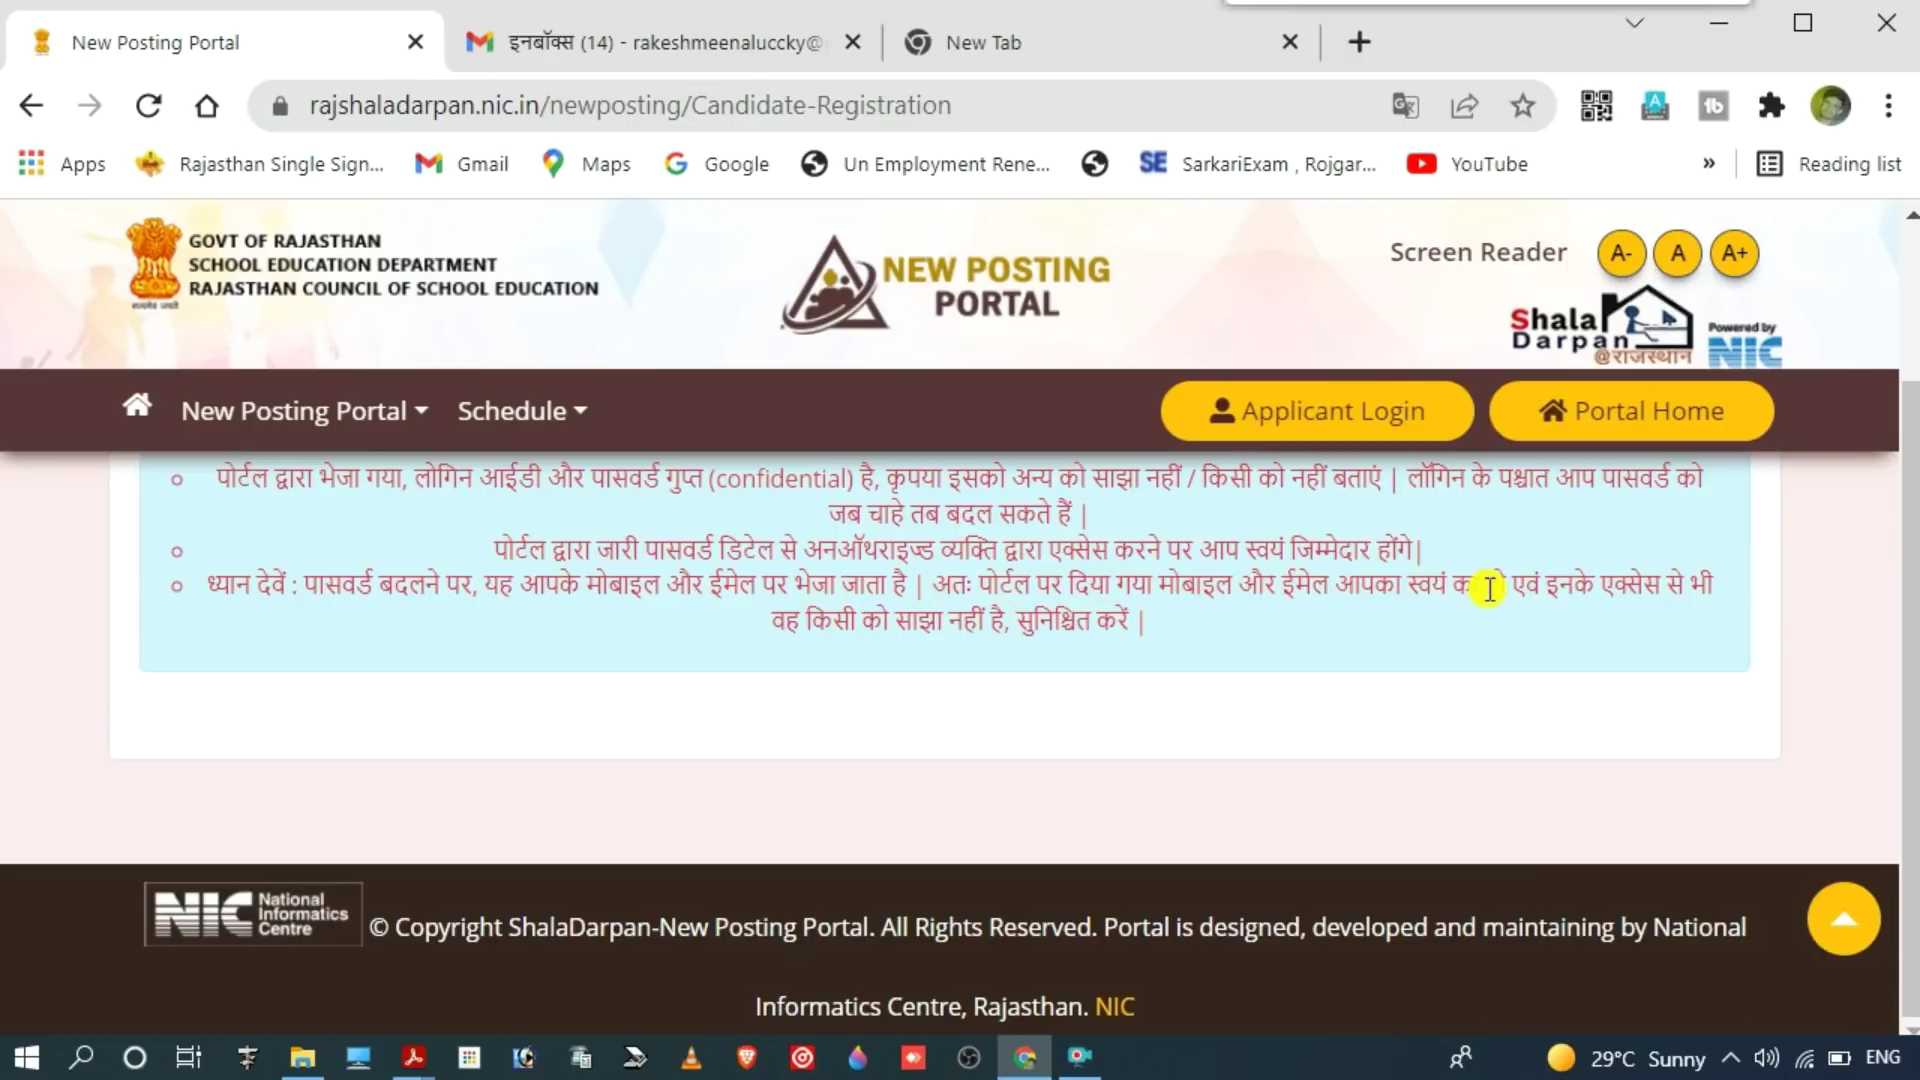 New Posting Portal
इनबॉक्स (14) - rakeshmeenaluccky@
New Tab
rajshaladarpan.nic.in/newposting/Candidate-Registration
Apps
Rajasthan Single Sign...
Gmail
Maps
Google
Un Employment Rene...
SE
SarkariExam , Rojgar...
YouTube
»
Reading list
GOVT OF RAJASTHAN
SCHOOL EDUCATION DEPARTMENT
RAJASTHAN COUNCIL OF SCHOOL EDUCATION
NEW POSTING
PORTAL
Screen Reader
A-
A
A+
Shala
Darpan
@राजस्थान
Powered by
NIC
New Posting Portal
Schedule
Applicant Login
Portal Home
पोर्टल द्वारा भेजा गया, लोगिन आईडी और पासवर्ड गुप्त (confidential) है, कृपया इसको अन्य को साझा नहीं / किसी को नहीं बताएं | लॉगिन के पश्चात आप पासवर्ड को
जब चाहे तब बदल सकते हैं |
पोर्टल द्वारा जारी पासवर्ड डिटेल से अनऑथराइज्ड व्यक्ति द्वारा एक्सेस करने पर आप स्वयं जिम्मेदार होंगे|
ध्यान देवें : पासवर्ड बदलने पर, यह आपके मोबाइल और ईमेल पर भेजा जाता है | अतः पोर्टल पर दिया गया मोबाइल और ईमेल आपका स्वयं एवं इनके एक्सेस से भी
वह किसी को साझा नहीं है, सुनिश्चित करें |
NIC
National
Informatics
Centre
© Copyright ShalaDarpan-New Posting Portal. All Rights Reserved. Portal is designed, developed and maintaining by National
Informatics Centre, Rajasthan. NIC
29°C Sunny
ENG